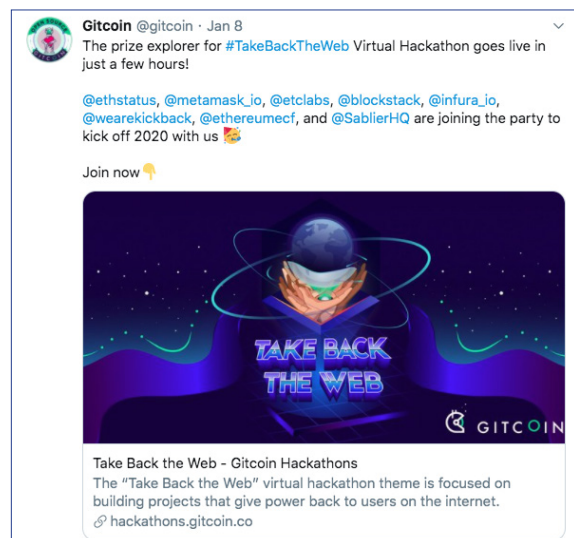 Gitcoin @gitcoin · Jan 8
The prize explorer for #TakeBackTheWeb Virtual Hackathon goes live in
just a few hours!
@ethstatus, @metamask_io, @etclabs, @blockstack, @infura_io,
@wearekickback, @ethereumecf, and @SablierHQ are joining the party to
kick off 2020 with us 🥳
Join now👇
TAKE BACK
THE WEB
GITCOIN
Take Back the Web - Gitcoin Hackathons
The “Take Back the Web” virtual hackathon theme is focused on
building projects that give power back to users on the internet.
hackathons.gitcoin.co